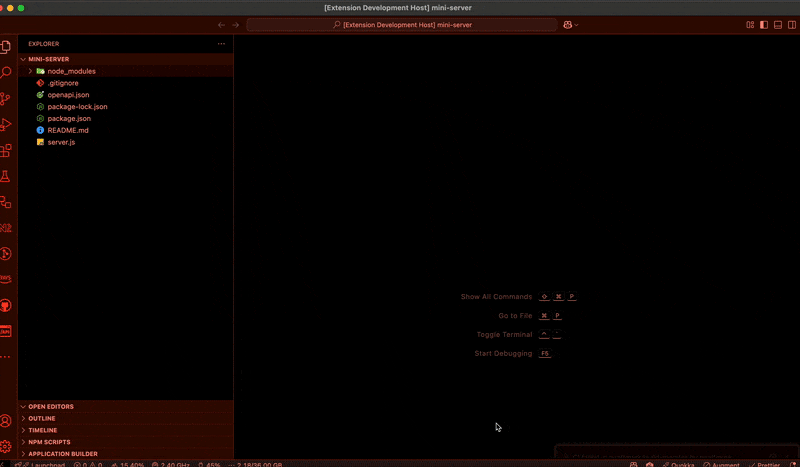 [Extension Development Host] mini-server
[Extension Development Host] mini-server
EXPLORER
MINI-SERVER
node_modules
.gitignore
openapi.json
package-lock.json
package.json
README.md
server.js
Show All Commands ⇧ ⌘ P
Go to File ⌘ P
Toggle Terminal ^ `
Start Debugging F5
OPEN EDITORS
OUTLINE
TIMELINE
NPM SCRIPTS
APPLICATION BUILDER
Launchpad 0 0 15.40% 2.40 GHz 45% 2.18/36.00 GB Quokka Augment Prettier